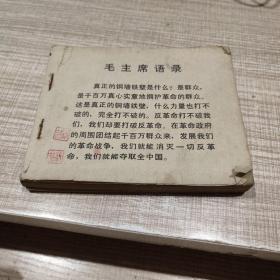 毛主席语录
真正的铜墙铁壁是什么？是群众，
是千百万真心实意地拥护革命的群众。
这是真正的铜墙铁壁，什么力量也打不
破的，完全打不破的。反革命打不破我
们，我们却要打破反革命。在革命政府
的周围团结起千百万群众来，发展我们
的革命战争，我们就能消灭一切反革
命，我们就能夺取全中国。